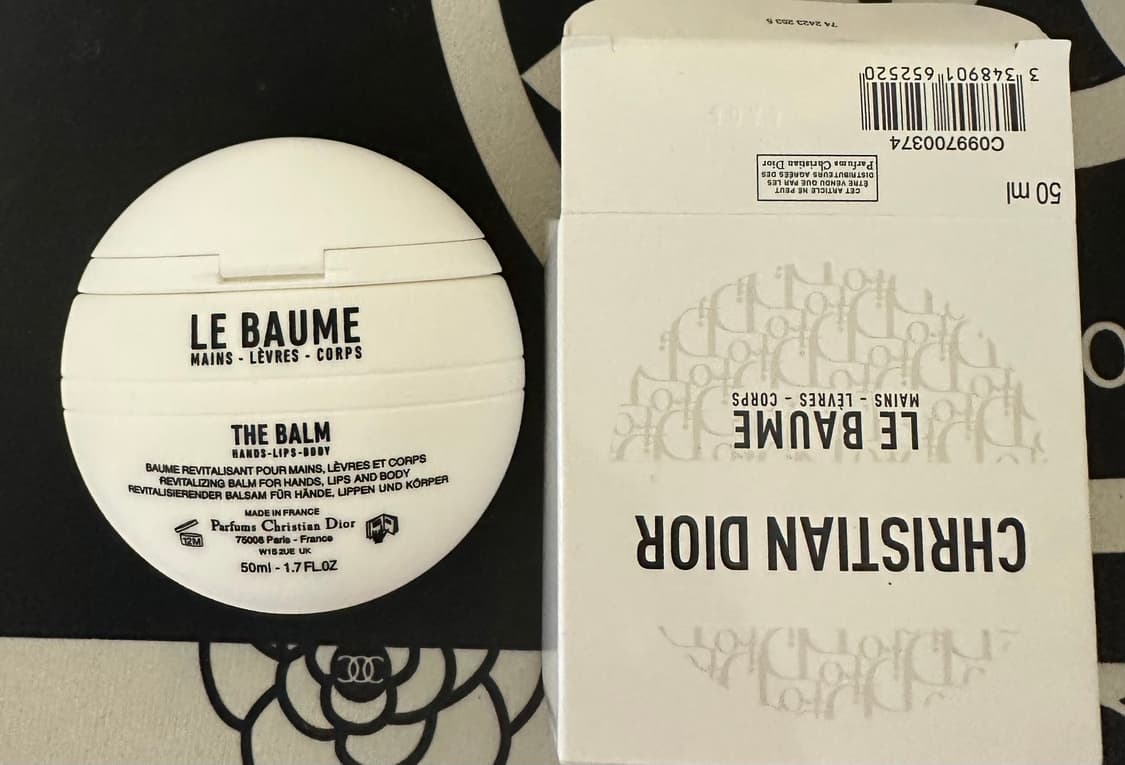 LE BAUME
MAINS - LÈVRES - CORPS
THE BALM
HANDS-LIPS-BODY
BAUME REVITALISANT POUR MAINS, LÈVRES ET CORPS
REVITALIZING BALM FOR HANDS, LIPS AND BODY
REVITALISIERENDER BALSAM FÜR HÄNDE, LIPPEN UND KÖRPER
MADE IN FRANCE
Parfums Christian Dior
75008 Paris - France
W1S 2UE UK
12M
50ml - 1.7 FL.OZ
CHRISTIAN DIOR
LE BAUME
MAINS - LÈVRES - CORPS
50 ml
CET ARTICLE NE PEUT
ÊTRE VENDU QUE PAR LES
DISTRIBUTEURS AGRÉÉS DES
Parfums Christian Dior
C099700374
3 348901 652520